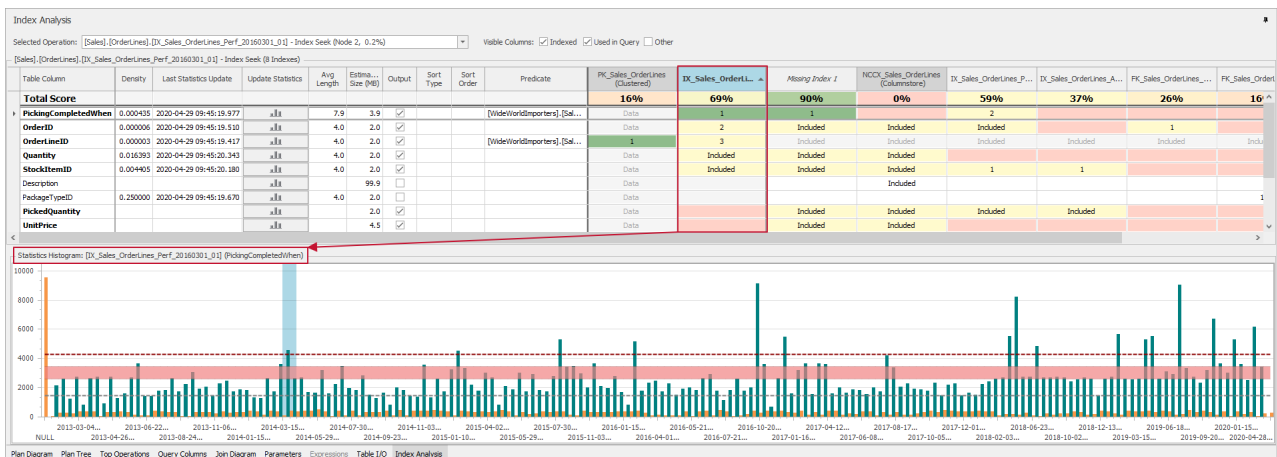 Index Analysis
Selected Operation: [Sales].[OrderLines].[IX_Sales_OrderLines_Perf_20160301_01] - Index Seek (Node 2, 0.2%) Visible Columns: Indexed Used in Query Other
[Sales].[OrderLines].[IX_Sales_OrderLines_Perf_20160301_01] - Index Seek (8 Indexes)
Table Column Density Last Statistics Update Update Statistics Avg Length Estima... Size (MB) Output Sort Type Sort Order Predicate PK_Sales_OrderLines (Clustered) IX_Sales_OrderLi... Missing Index 1 NCCX_Sales_OrderLines (Columnstore) IX_Sales_OrderLines_P... IX_Sales_OrderLines_A... FK_Sales_OrderLines_... FK_Sales_OrderL
Total Score 16% 69% 90% 0% 59% 37% 26% 16
PickingCompletedWhen 0.000435 2020-04-29 09:45:19.977 7.9 3.9 [WideWorldImporters].[Sal... Data 1 1 2
OrderID 0.000006 2020-04-29 09:45:19.510 4.0 2.0 Data 2 Included Included Included 1
OrderLineID 0.000003 2020-04-29 09:45:19.417 4.0 2.0 [WideWorldImporters].[Sal... 1 3 Included Included Included Included Included Inclu
Quantity 0.016393 2020-04-29 09:45:20.343 4.0 2.0 Data Included Included Included
StockItemID 0.004405 2020-04-29 09:45:20.180 4.0 2.0 Data Included Included Included 1 1
Description 99.9 Data Included
PackageTypeID 0.250000 2020-04-29 09:45:19.670 4.0 2.0 Data 1
PickedQuantity 2.0 Data Included Included Included Included
UnitPrice 4.5 Data Included Included
Statistics Histogram: [IX_Sales_OrderLines_Perf_20160301_01] (PickingCompletedWhen)
10000
8000
6000
4000
2000
0
2013-03-04... 2013-06-22... 2013-11-06... 2014-03-15... 2014-07-30... 2014-11-03... 2015-04-02... 2015-07-20... 2016-01-15... 2016-05-21... 2016-10-20... 2017-04-12... 2017-08-17... 2017-12-01... 2018-06-23... 2018-12-13... 2019-06-18... 2020-01-15...
NULL 2013-04-26... 2013-08-24... 2014-01-15... 2014-05-29... 2014-09-23... 2015-01-10... 2015-05-29... 2015-11-03... 2016-04-01... 2016-07-21... 2017-01-16... 2017-06-08... 2017-10-05... 2018-02-03... 2018-10-02... 2019-03-15... 2019-09-20... 2020-04-28...
Plan Diagram Plan Tree Top Operations Query Columns Join Diagram Parameters Expressions Table I/O Index Analysis